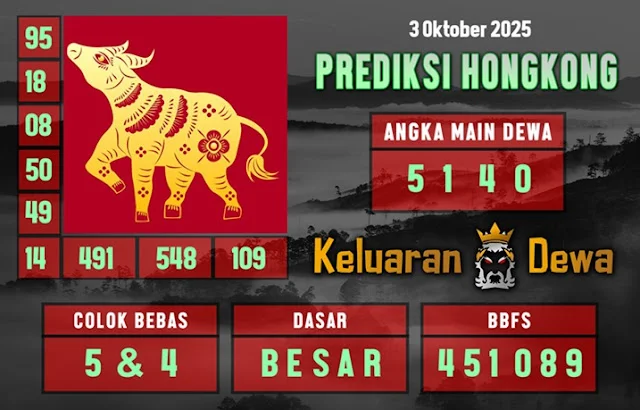 3 Oktober 2025
PREDIKSI HONGKONG
95
18
08
50
49
14 491 548 109
ANGKA MAIN DEWA
5 1 4 0
Keluaran Dewa
COLOK BEBAS
5 & 4
DASAR
BESAR
BBFS
451089